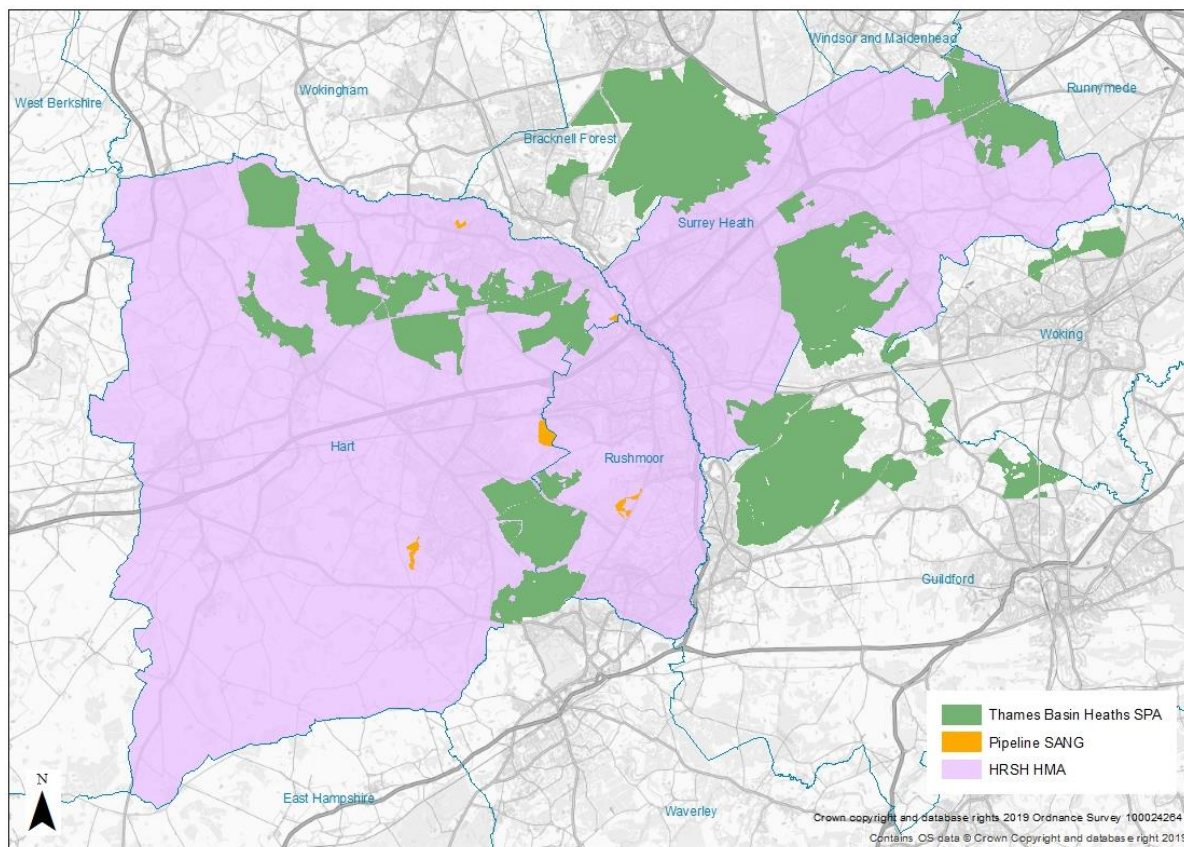 Windsor and Maidenhead
Wokingham
West Berkshire
Runnymede
Bracknell Forest
Surrey Heath
Woking
Hart
Rushmoor
Guildford
Thames Basin Heaths SPA
Pipeline SANG
HRSH HMA
N
East Hampshire
Waverley
Crown copyright and database rights 2019 Ordnance Survey 100024264
Contains OS data © Crown Copyright and database right 2019